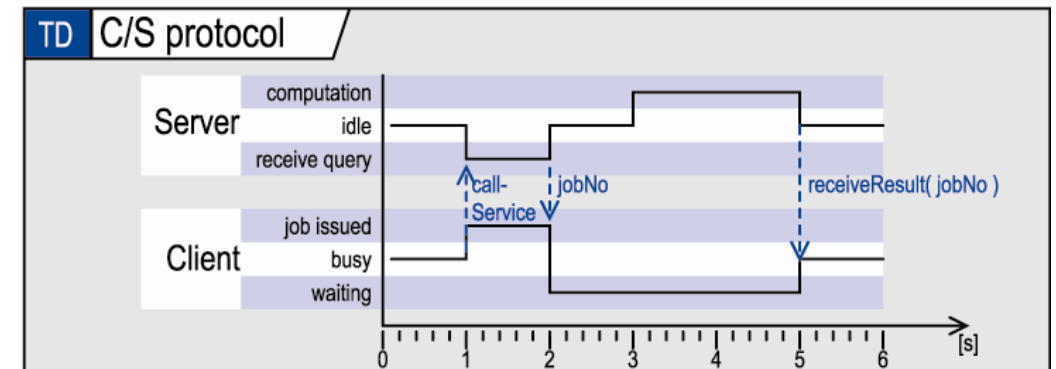 TD C/S protocol
computation
Server idle
receive query
call- jobNo receiveResult( jobNo )
Service
job issued
Client busy
waiting
[s]
0 1 2 3 4 5 6